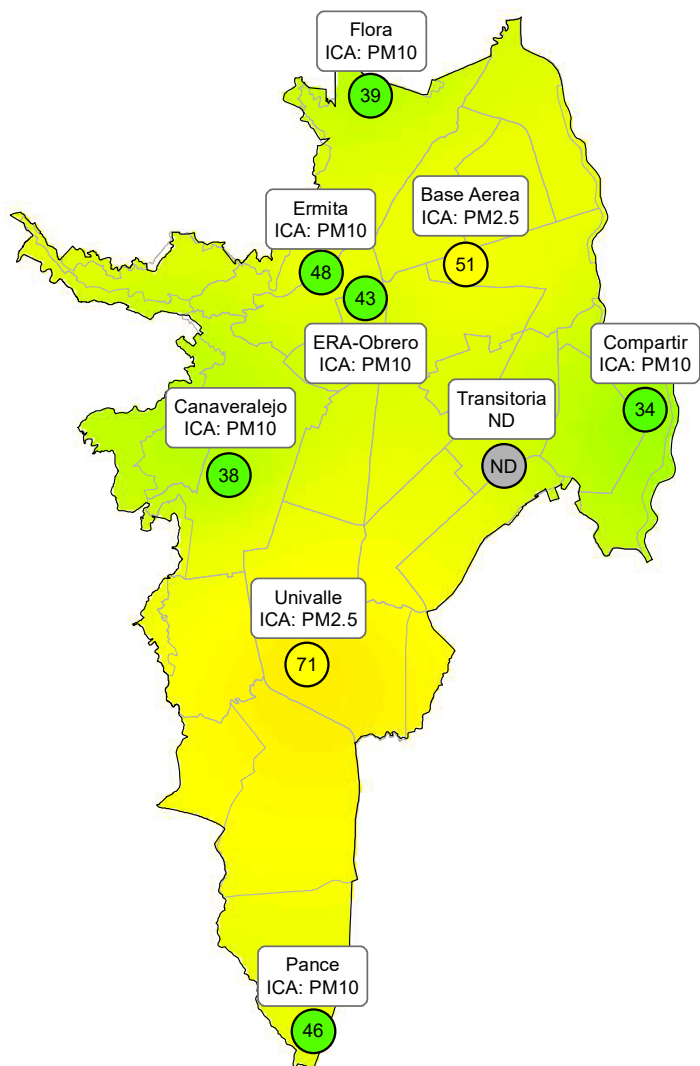 Flora
ICA: PM10
39
Ermita
ICA: PM10
48
Base Aerea
ICA: PM2.5
51
43
ERA-Obrero
ICA: PM10
Compartir
ICA: PM10
34
Canaveralejo
ICA: PM10
38
Transitoria
ND
ND
Univalle
ICA: PM2.5
71
Pance
ICA: PM10
46